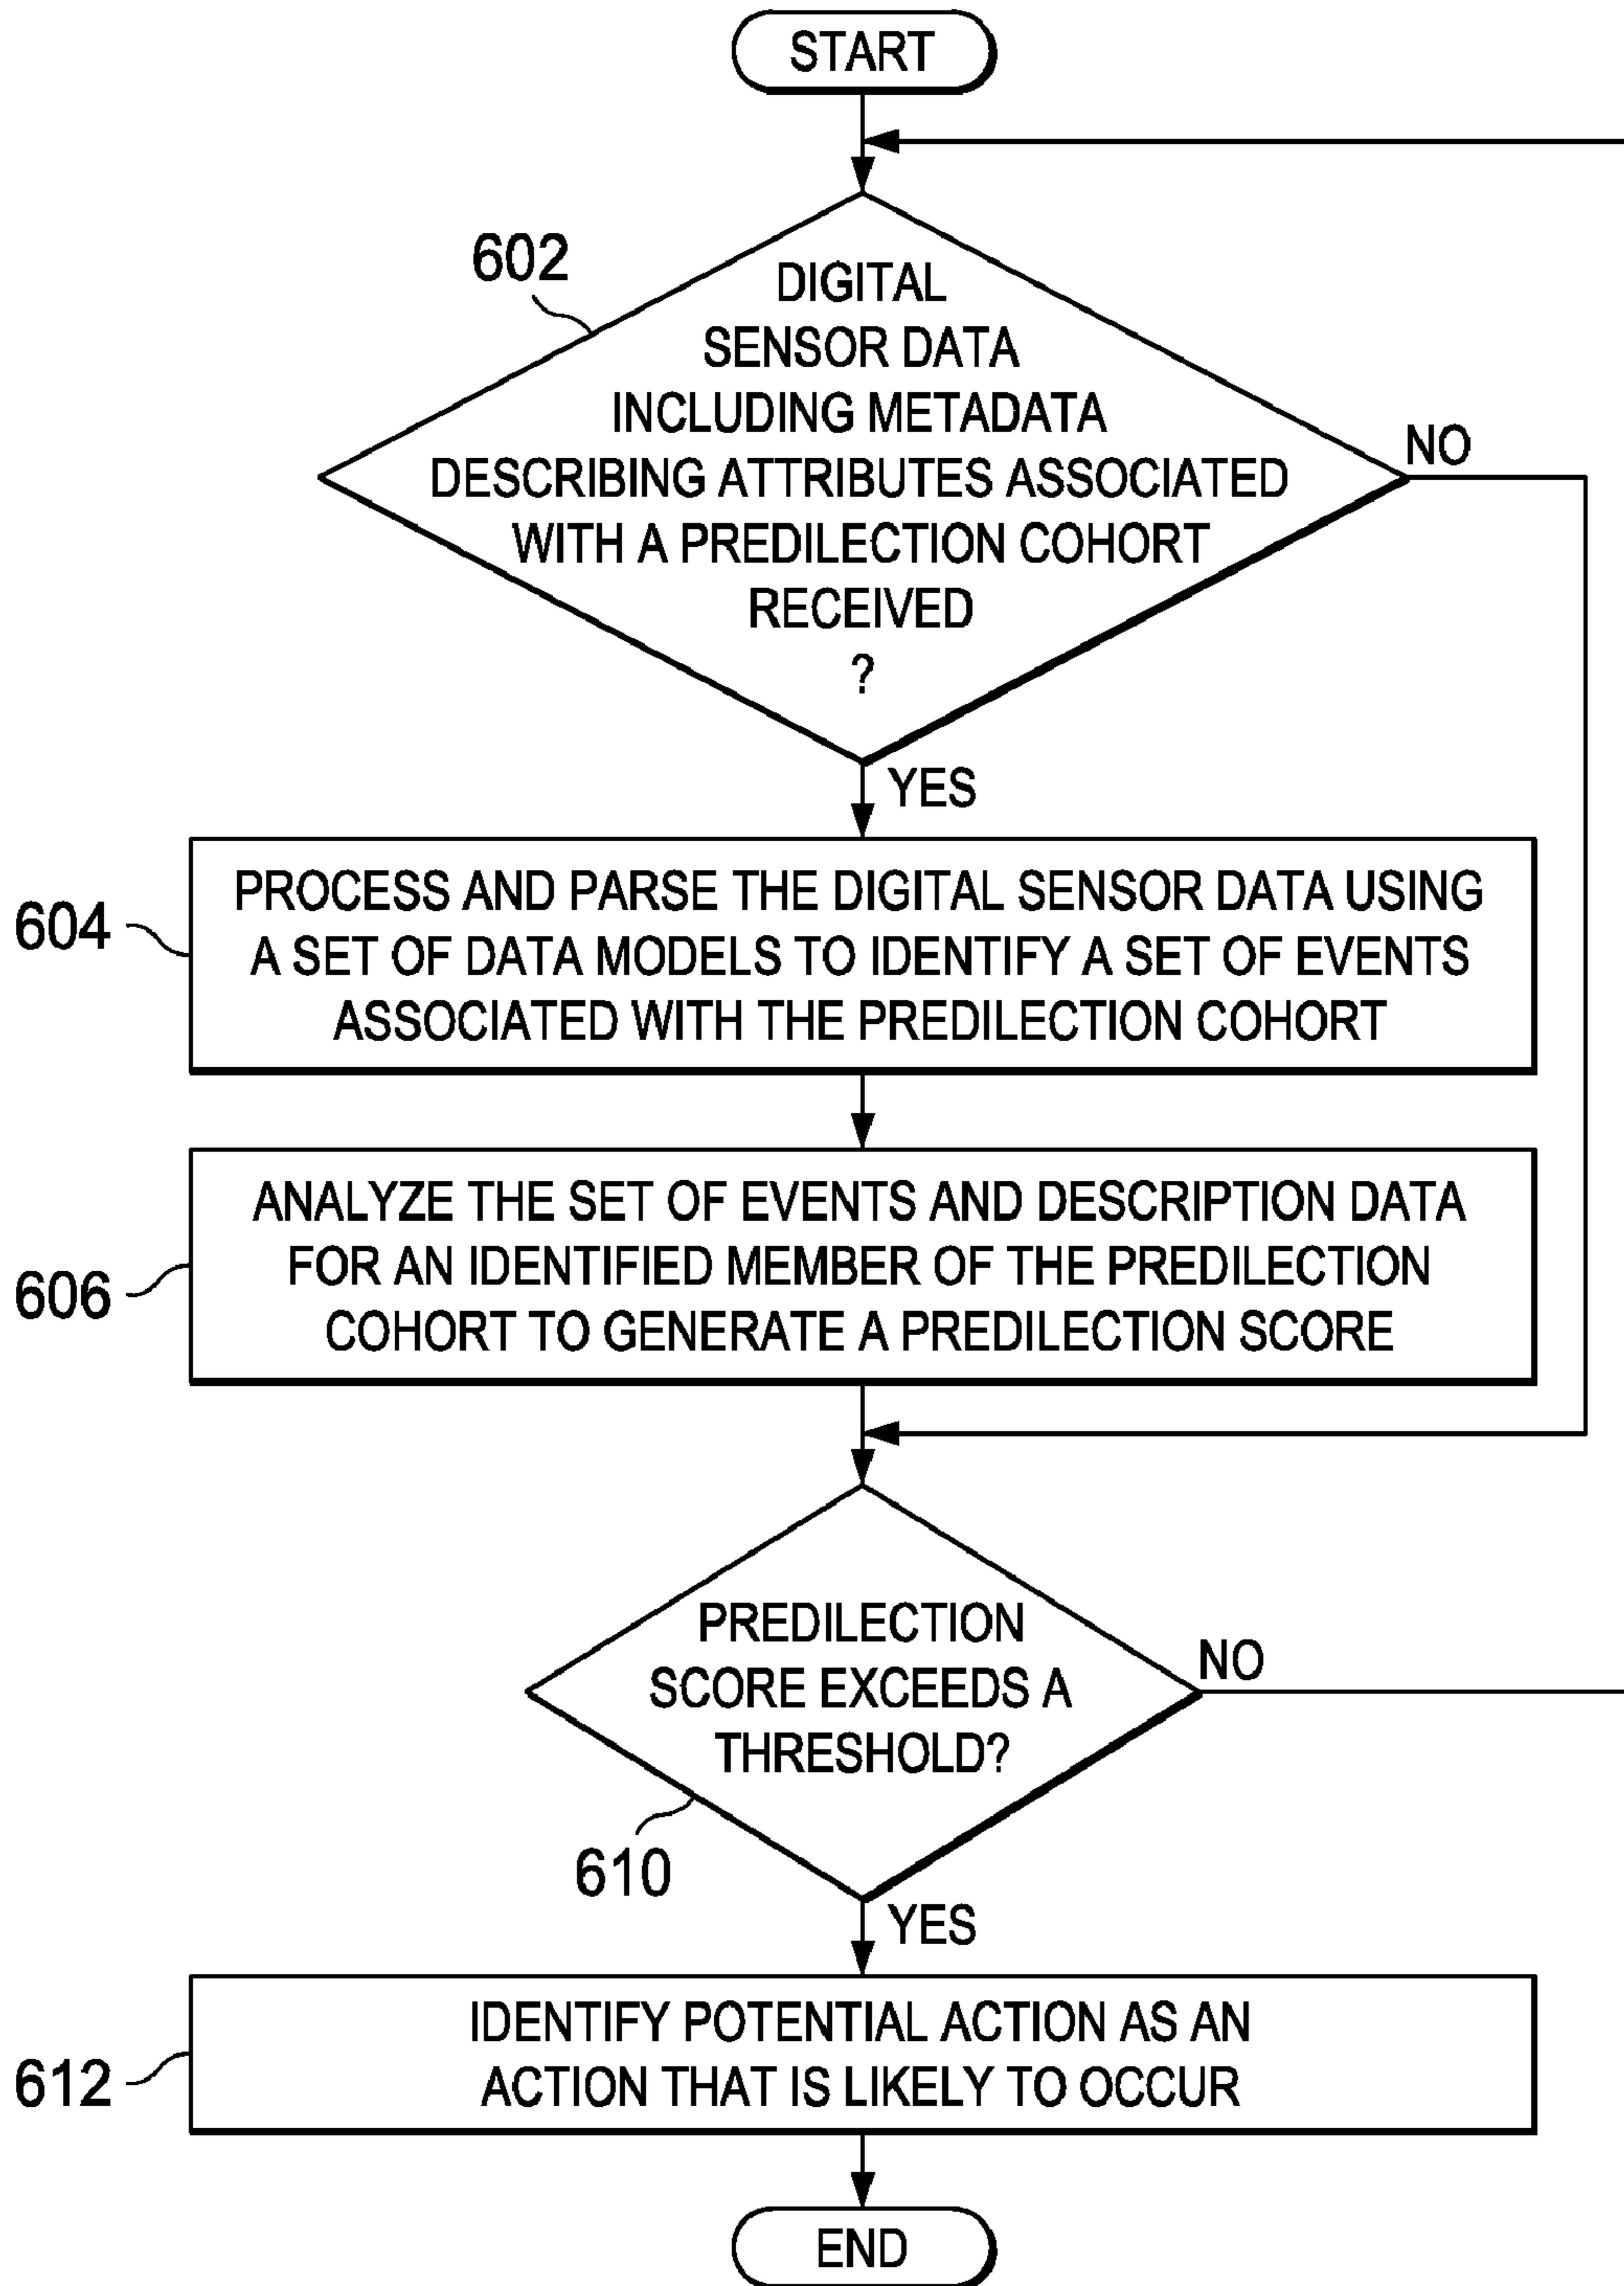 START
602
DIGITAL
SENSOR DATA
INCLUDING METADATA
DESCRIBING ATTRIBUTES ASSOCIATED
WITH A PREDILECTION COHORT
RECEIVED
?
NO
YES
604
PROCESS AND PARSE THE DIGITAL SENSOR DATA USING
A SET OF DATA MODELS TO IDENTIFY A SET OF EVENTS
ASSOCIATED WITH THE PREDILECTION COHORT
606
ANALYZE THE SET OF EVENTS AND DESCRIPTION DATA
FOR AN IDENTIFIED MEMBER OF THE PREDILECTION
COHORT TO GENERATE A PREDILECTION SCORE
PREDILECTION
SCORE EXCEEDS A
THRESHOLD?
NO
610
YES
612
IDENTIFY POTENTIAL ACTION AS AN
ACTION THAT IS LIKELY TO OCCUR
END